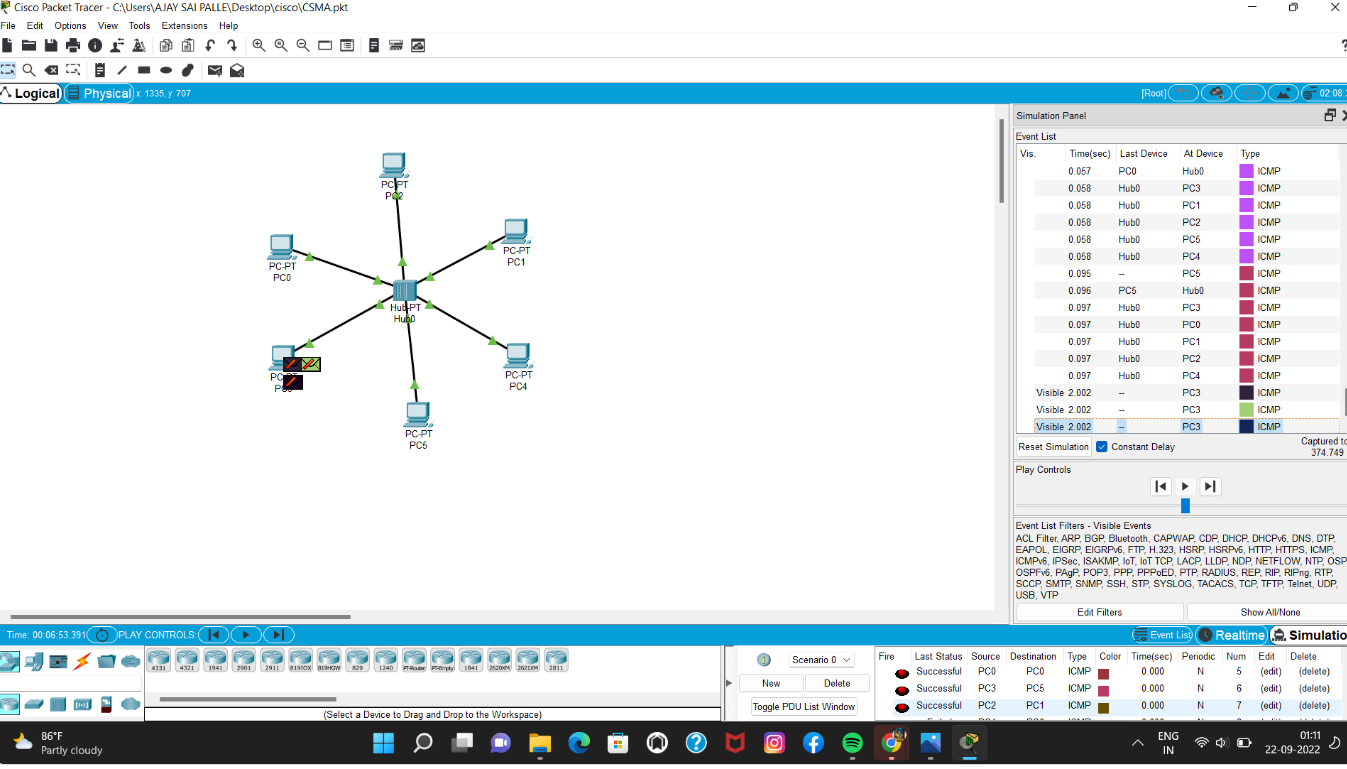 Cisco Packet Tracer - C:\Users\AJAY SAI PALLE\Desktop\cisco\CSMA.pkt
File Edit Options View Tools Extensions Help
Logical Physical x: 1335, y: 707 [Root] 02:08:
Simulation Panel
Event List
Vis. Time(sec) Last Device At Device Type
0.057 PC0 Hub0 ICMP
0.058 Hub0 PC3 ICMP
0.058 Hub0 PC1 ICMP
0.058 Hub0 PC2 ICMP
0.058 Hub0 PC5 ICMP
0.058 Hub0 PC4 ICMP
0.095 -- PC5 ICMP
0.096 PC5 Hub0 ICMP
0.097 Hub0 PC3 ICMP
0.097 Hub0 PC0 ICMP
0.097 Hub0 PC1 ICMP
0.097 Hub0 PC2 ICMP
0.097 Hub0 PC4 ICMP
Visible 2.002 -- PC3 ICMP
Visible 2.002 -- PC3 ICMP
Visible 2.002 -- PC3 ICMP
Reset Simulation Constant Delay Captured to
374.749
Play Controls
Event List Filters - Visible Events
ACL Filter, ARP, BGP, Bluetooth, CAPWAP, CDP, DHCP, DHCPv6, DNS, DTP,
EAPOL, EIGRP, EIGRPv6, FTP, H.323, HSRP, HSRPv6, HTTP, HTTPS, ICMP,
ICMPv6, IPSec, ISAKMP, IoT, IoT TCP, LACP, LLDP, NDP, NETFLOW, NTP, OSP
OSPFv6, PAgP, POP3, PPP, PPPoED, PTP, RADIUS, REP, RIP, RIPng, RTP,
SCCP, SMTP, SNMP, SSH, STP, SYSLOG, TACACS, TCP, TFTP, Telnet, UDP,
USB, VTP
Edit Filters Show All/None
PC-PT
PC2
PC-PT
PC1
PC-PT
PC0
Hub-PT
Hub0
PC-PT
PC4
PC-PT
PC5
Time: 00:06:53.391 PLAY CONTROLS: Event List Realtime Simulatio
4331 4321 1941 2901 2911 819IOX 819HGW 829 1240 PT-Router PT-Empty 1841 2620XM 2621XM 2811
(Select a Device to Drag and Drop to the Workspace)
Scenario 0
New Delete
Toggle PDU List Window
Fire Last Status Source Destination Type Color Time(sec) Periodic Num Edit Delete
Successful PC0 PC0 ICMP 0.000 N 5 (edit) (delete)
Successful PC3 PC5 ICMP 0.000 N 6 (edit) (delete)
Successful PC2 PC1 ICMP 0.000 N 7 (edit) (delete)
86°F
Partly cloudy
ENG
IN
01:11
22-09-2022